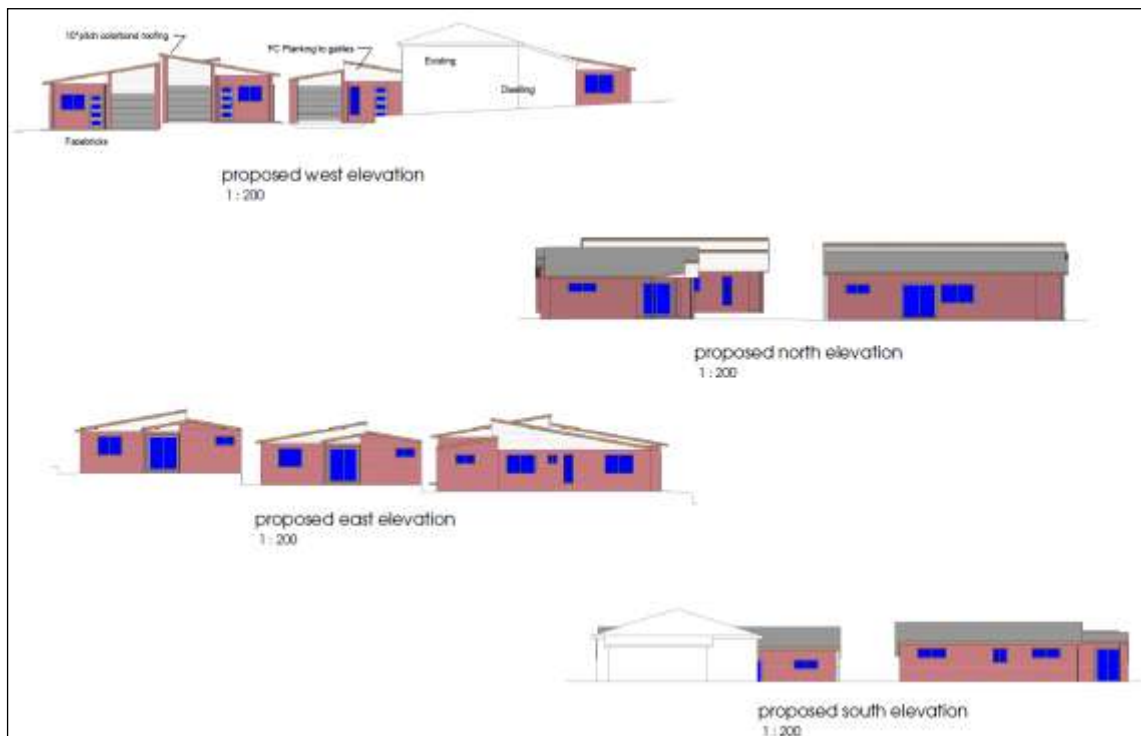 10° pitch colorbond roofing
FC Planking to gables
Existing
Dwelling
Facebricks
proposed west elevation
1 : 200
proposed north elevation
1 : 200
proposed east elevation
1 : 200
proposed south elevation
1 : 200